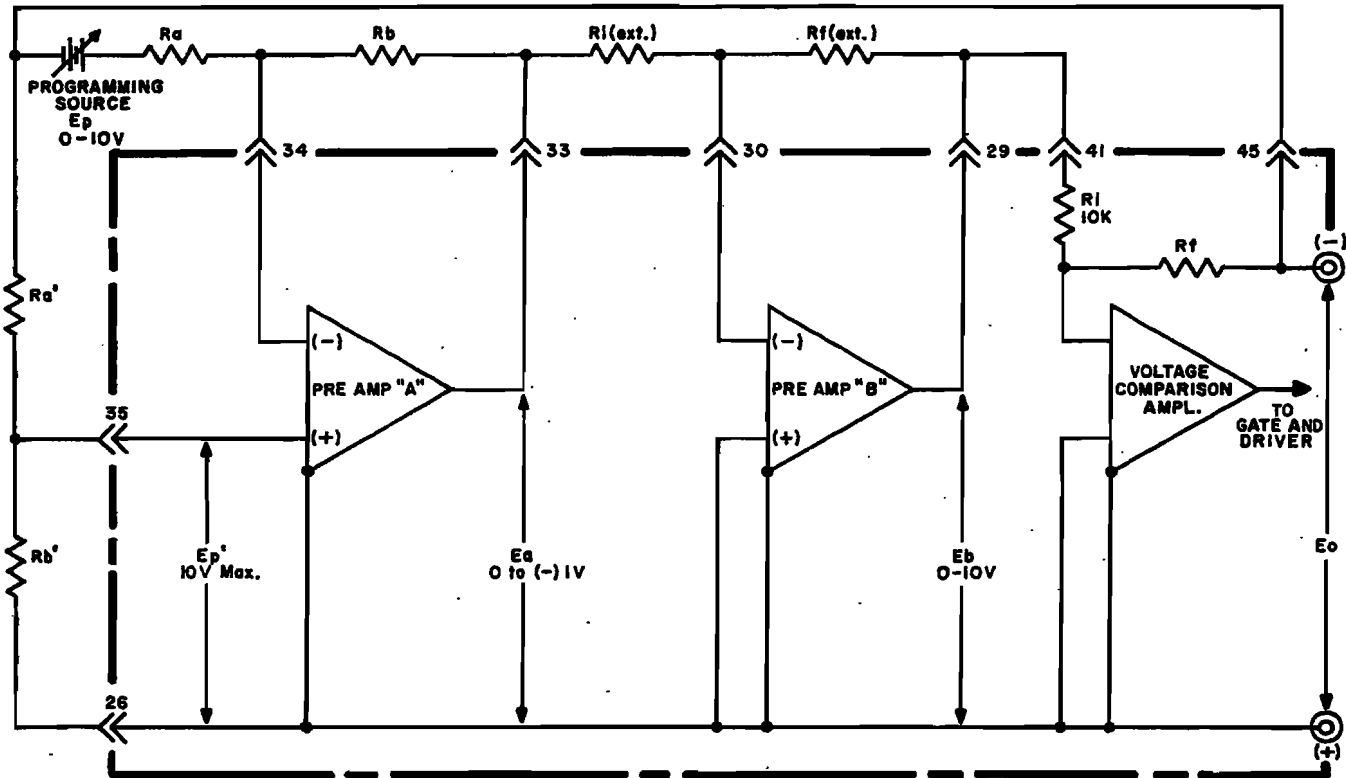 Ra
Rb
Ri(ext.)
Rf(ext.)
PROGRAMMING
SOURCE
Ep
0-10V
34
33
30
29
41
45
Ri
10K
(-)
Rf
Ra'
(-)
PRE AMP "A"
(+)
(-)
PRE AMP "B"
(+)
VOLTAGE
COMPARISON
AMPL.
TO
GATE AND
DRIVER
35
Rb'
Ep'
10V Max.
Ea
0 to (-) 1V
Eb
0-10V
Eo
26
(+)